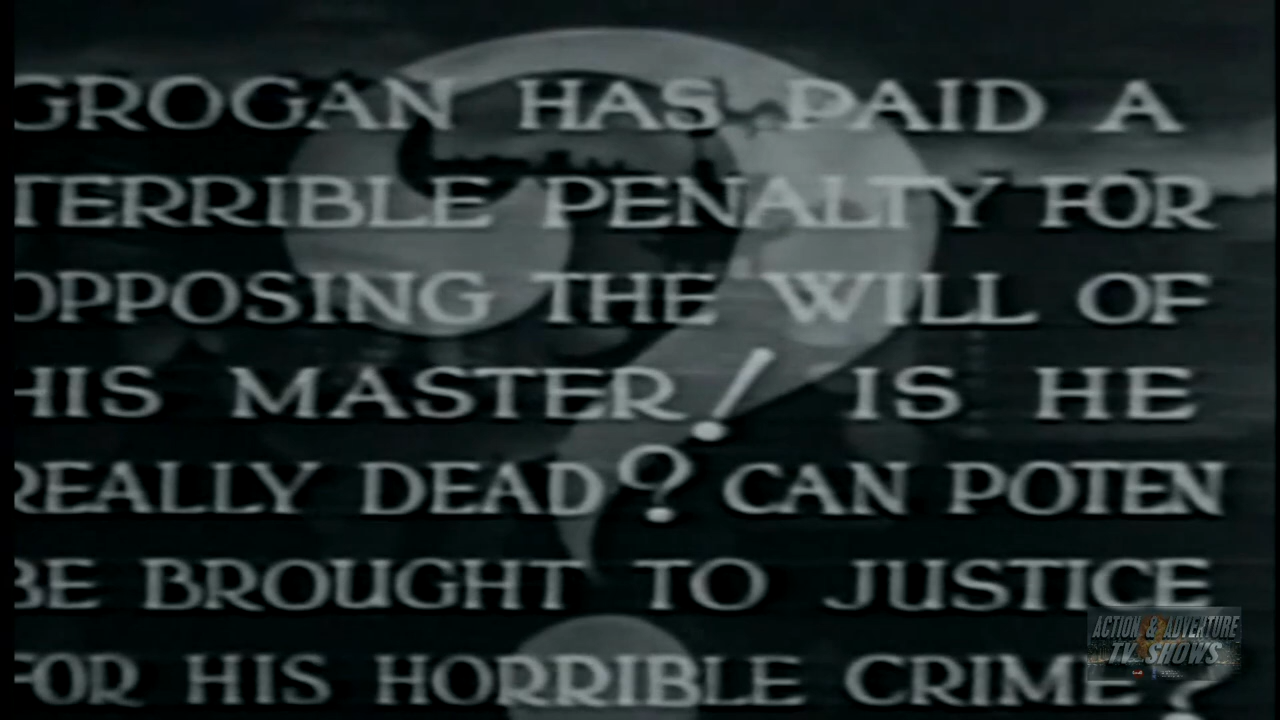 GROGAN HAS PAID A
TERRIBLE PENALTY FOR
OPPOSING THE WILL OF
HIS MASTER! IS HE
REALLY DEAD? CAN POTEN
BE BROUGHT TO JUSTICE
FOR HIS HORRIBLE CRIME?
ACTION & ADVENTURE
TV SHOWS